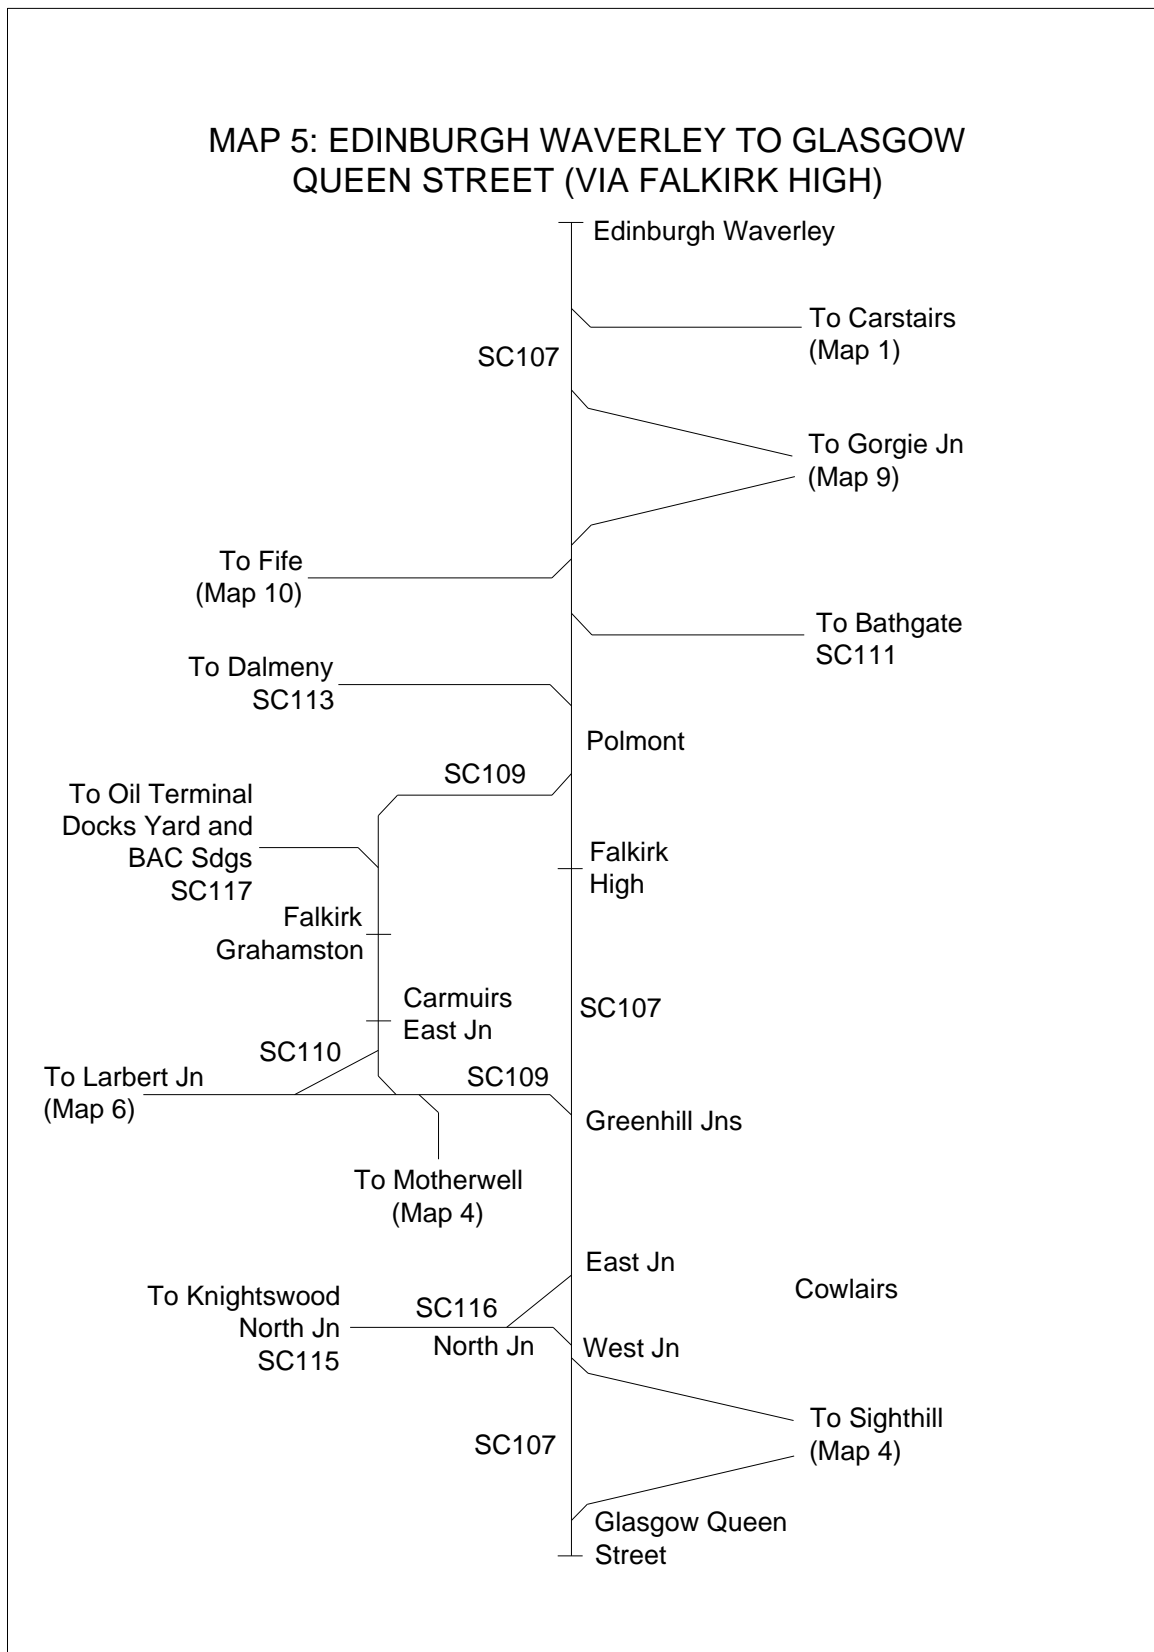 MAP 5: EDINBURGH WAVERLEY TO GLASGOW
QUEEN STREET (VIA FALKIRK HIGH)
Edinburgh Waverley
To Carstairs
(Map 1)
SC107
To Gorgie Jn
(Map 9)
To Fife
(Map 10)
To Bathgate
SC111
To Dalmeny
SC113
Polmont
SC109
To Oil Terminal
Docks Yard and
BAC Sdgs
SC117
Falkirk
High
Falkirk
Grahamston
Carmuirs
East Jn
SC107
SC110
To Larbert Jn
(Map 6)
SC109
Greenhill Jns
To Motherwell
(Map 4)
East Jn
Cowlairs
To Knightswood
North Jn
SC115
SC116
North Jn
West Jn
To Sighthill
(Map 4)
SC107
Glasgow Queen
Street